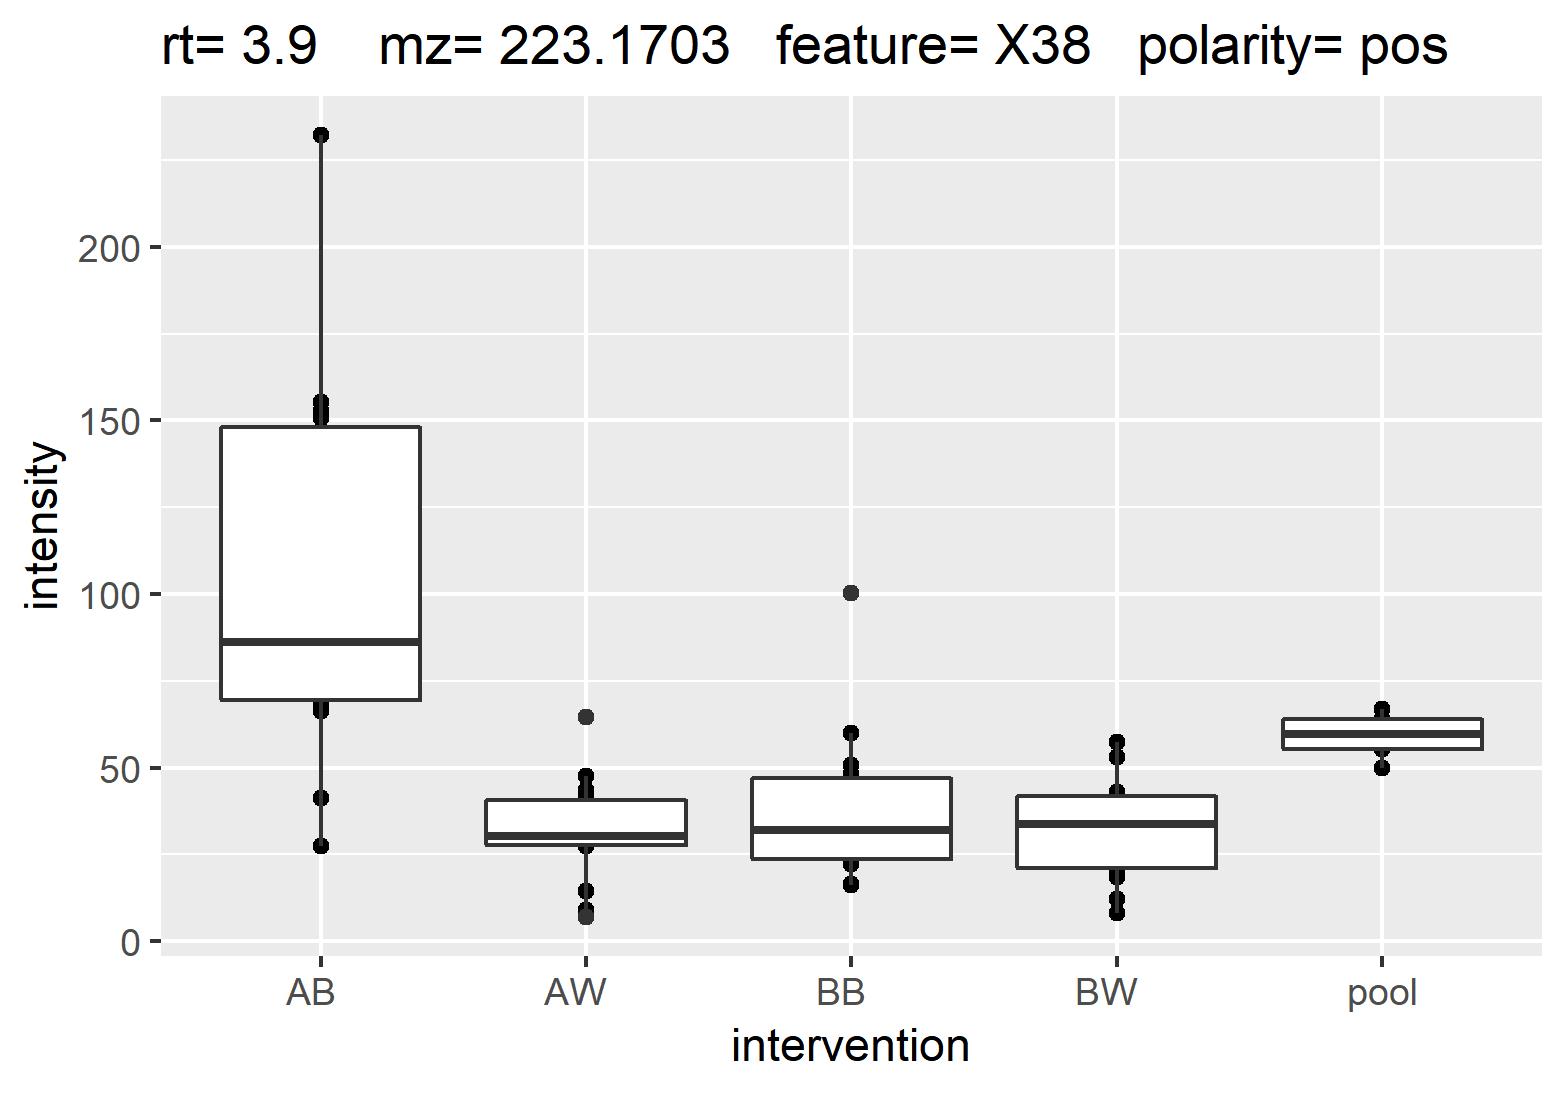 rt= 3.9 mz= 223.1703 feature= X38 polarity= pos
200
150
100
50
0
intensity
AB AW BB BW pool
intervention